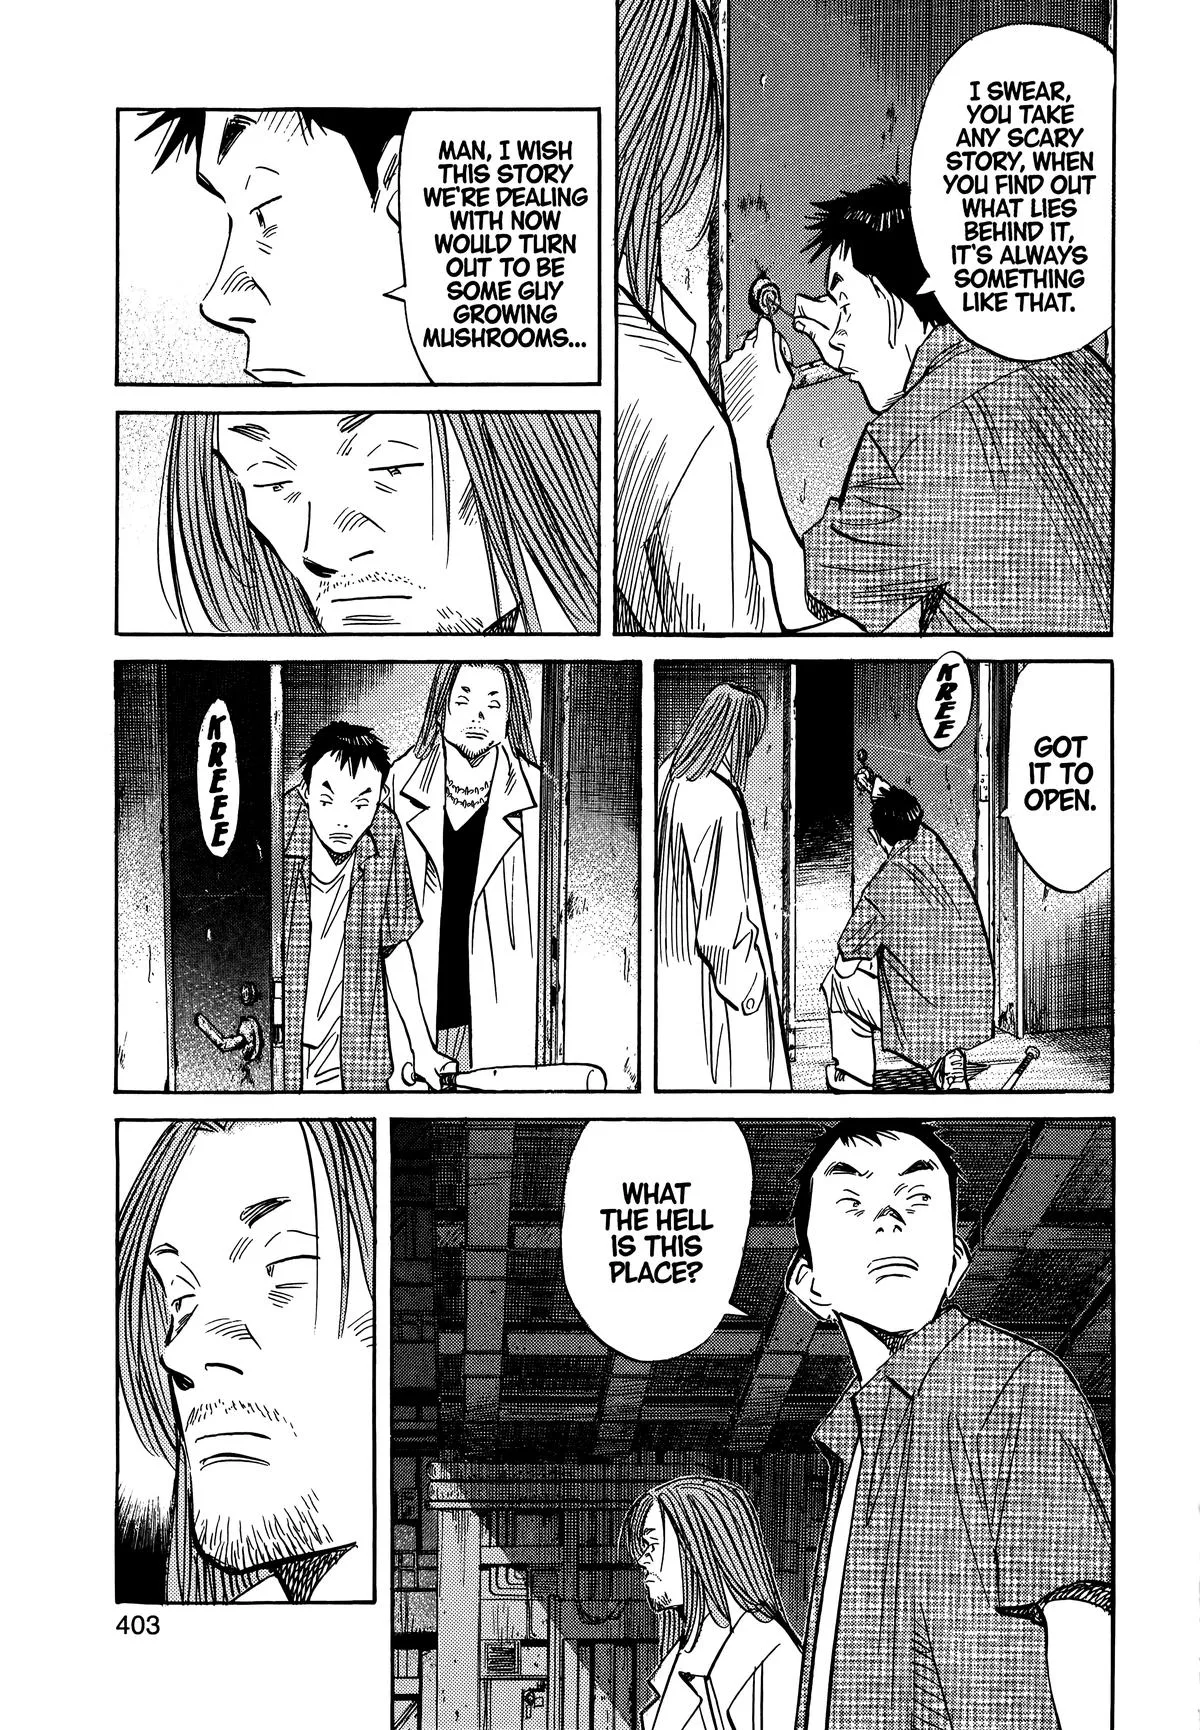 I SWEAR,
YOU TAKE
ANY SCARY
STORY, WHEN
YOU FIND OUT
WHAT LIES
BEHIND IT,
IT'S ALWAYS
SOMETHING
LIKE THAT.
MAN, I WISH
THIS STORY
WE'RE DEALING
WITH NOW
WOULD TURN
OUT TO BE
SOME GUY
GROWING
MUSHROOMS...
GOT
IT TO
OPEN.
KREE
KREEE
WHAT
THE HELL
IS THIS
PLACE?
403